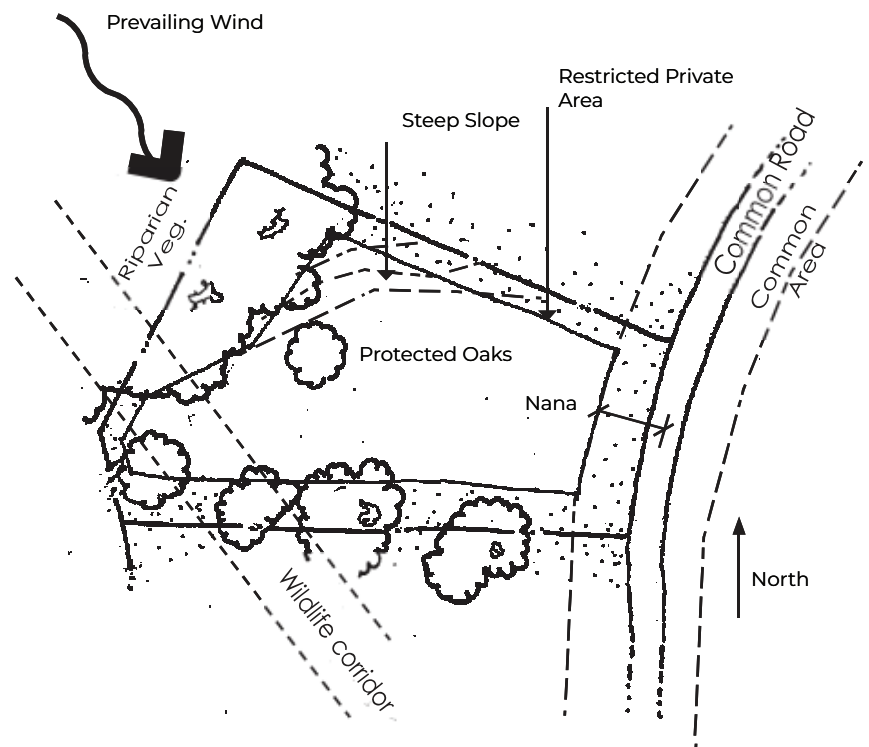 Prevailing Wind
Restricted Private
Area
Steep Slope
Common Road
Common
Area
Riparian
Veg.
Protected Oaks
Nana
North
Wildlife corridor